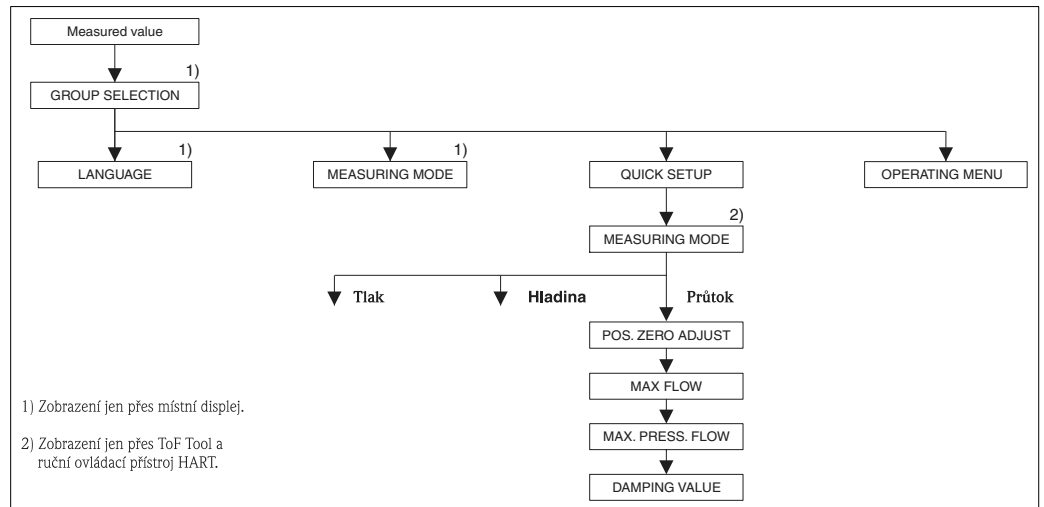 Measured value
1)
GROUP SELECTION
1)
LANGUAGE
1)
MEASURING MODE
QUICK SETUP
OPERATING MENU
2)
MEASURING MODE
Tlak
Hladina
Průtok
POS. ZERO ADJUST
MAX FLOW
MAX. PRESS. FLOW
DAMPING VALUE
1) Zobrazení jen přes místní displej.
2) Zobrazení jen přes ToF Tool a
ruční ovládací přístroj HART.